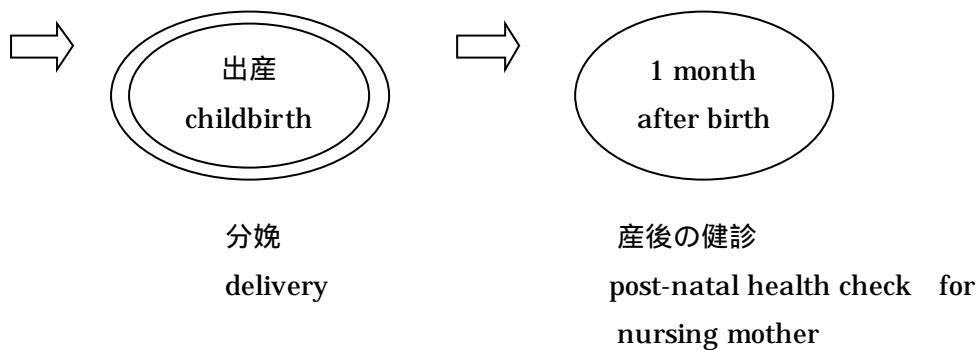 出産
childbirth
1 month
after birth
分娩
delivery
産後の健診
post-natal health check for
nursing mother